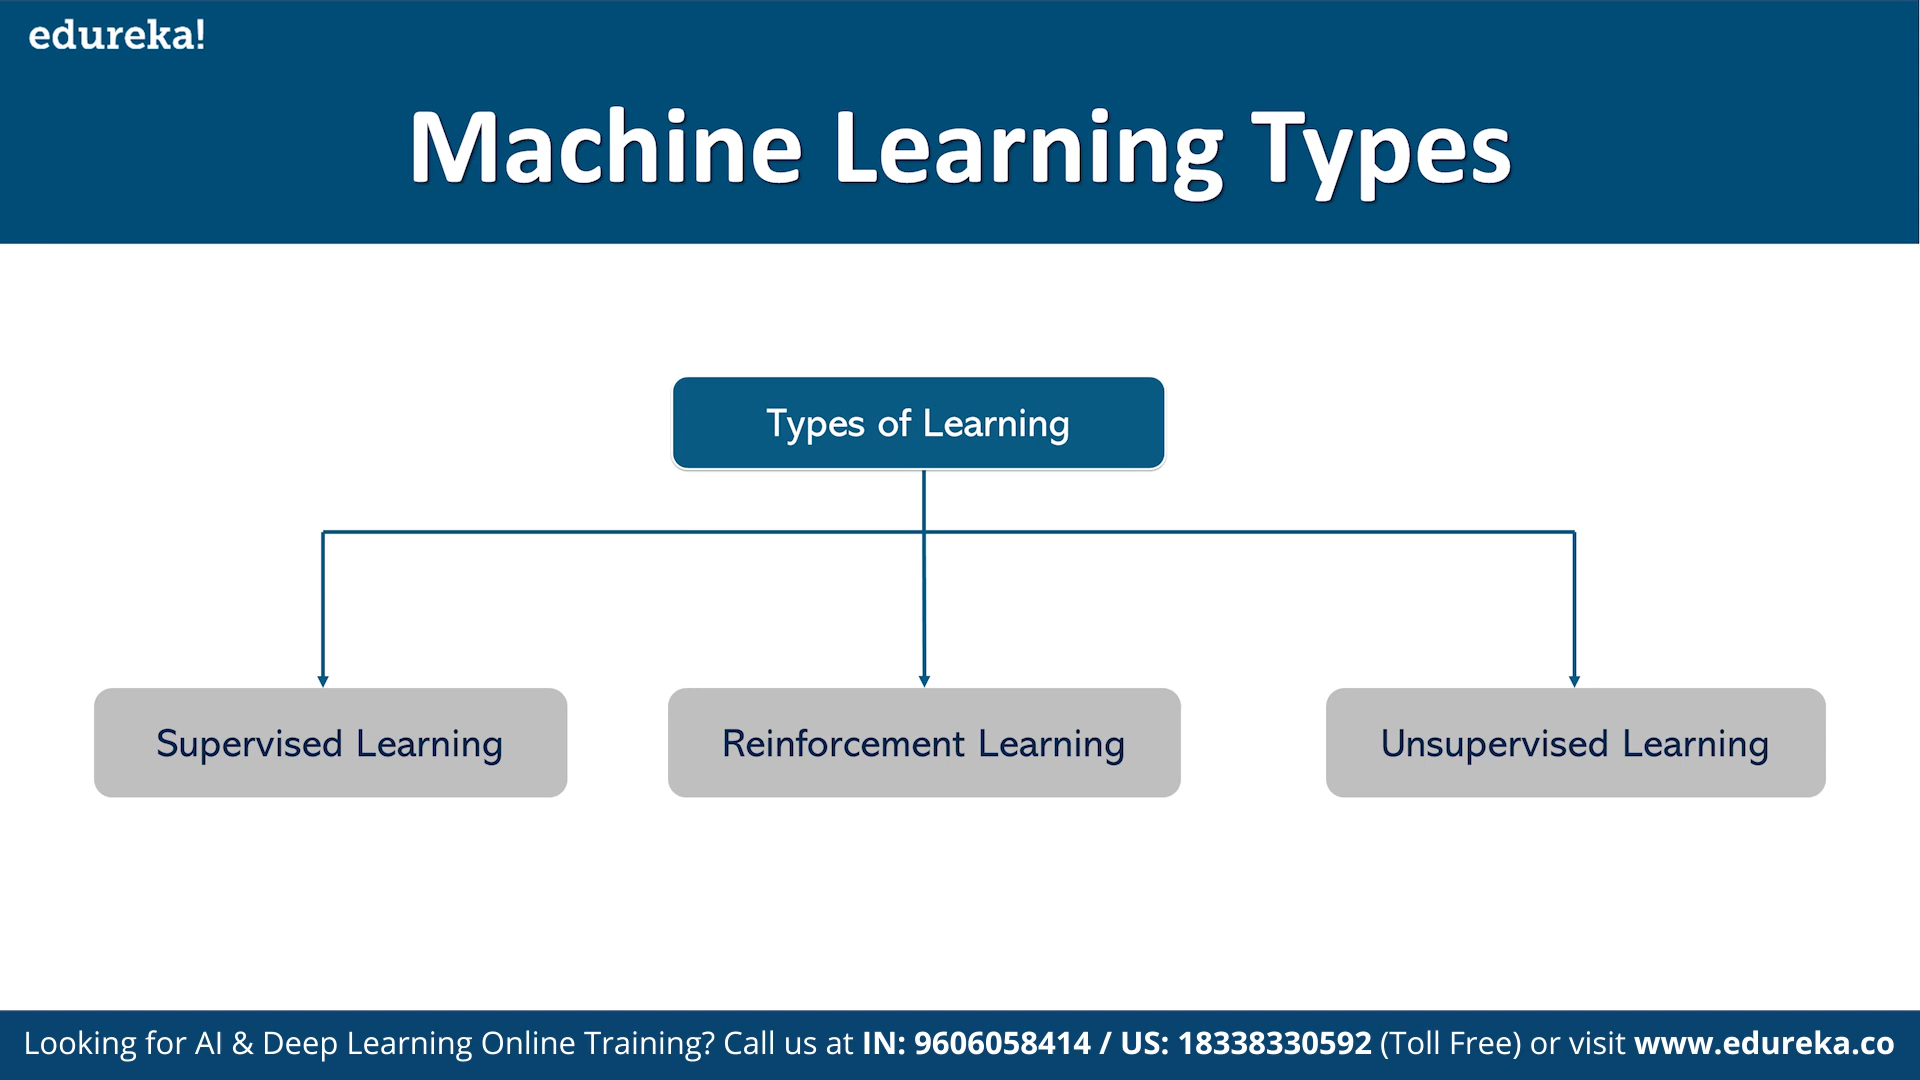 edureka!
Machine Learning Types
Types of Learning
Supervised Learning
Reinforcement Learning
Unsupervised Learning
Looking for AI & Deep Learning Online Training? Call us at IN: 9606058414 / US: 18338330592 (Toll Free) or visit www.edureka.co